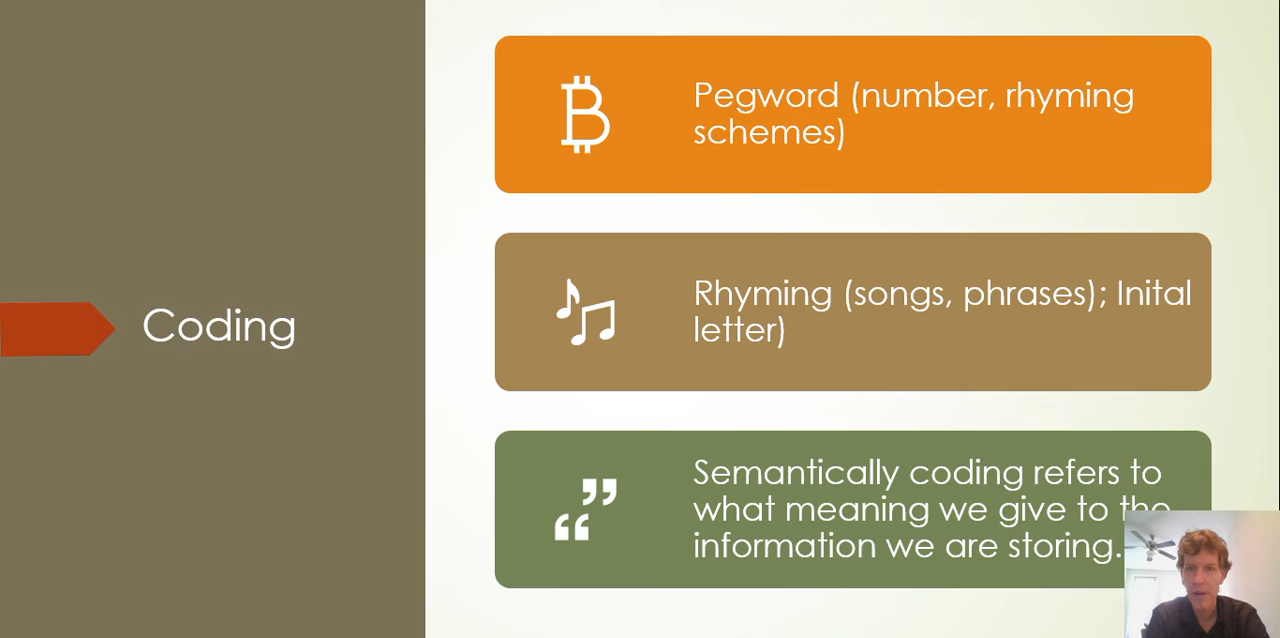 Coding
Pegword (number, rhyming
schemes)
Rhyming (songs, phrases); Inital
letter)
Semantically coding refers to
what meaning we give to the
information we are storing.